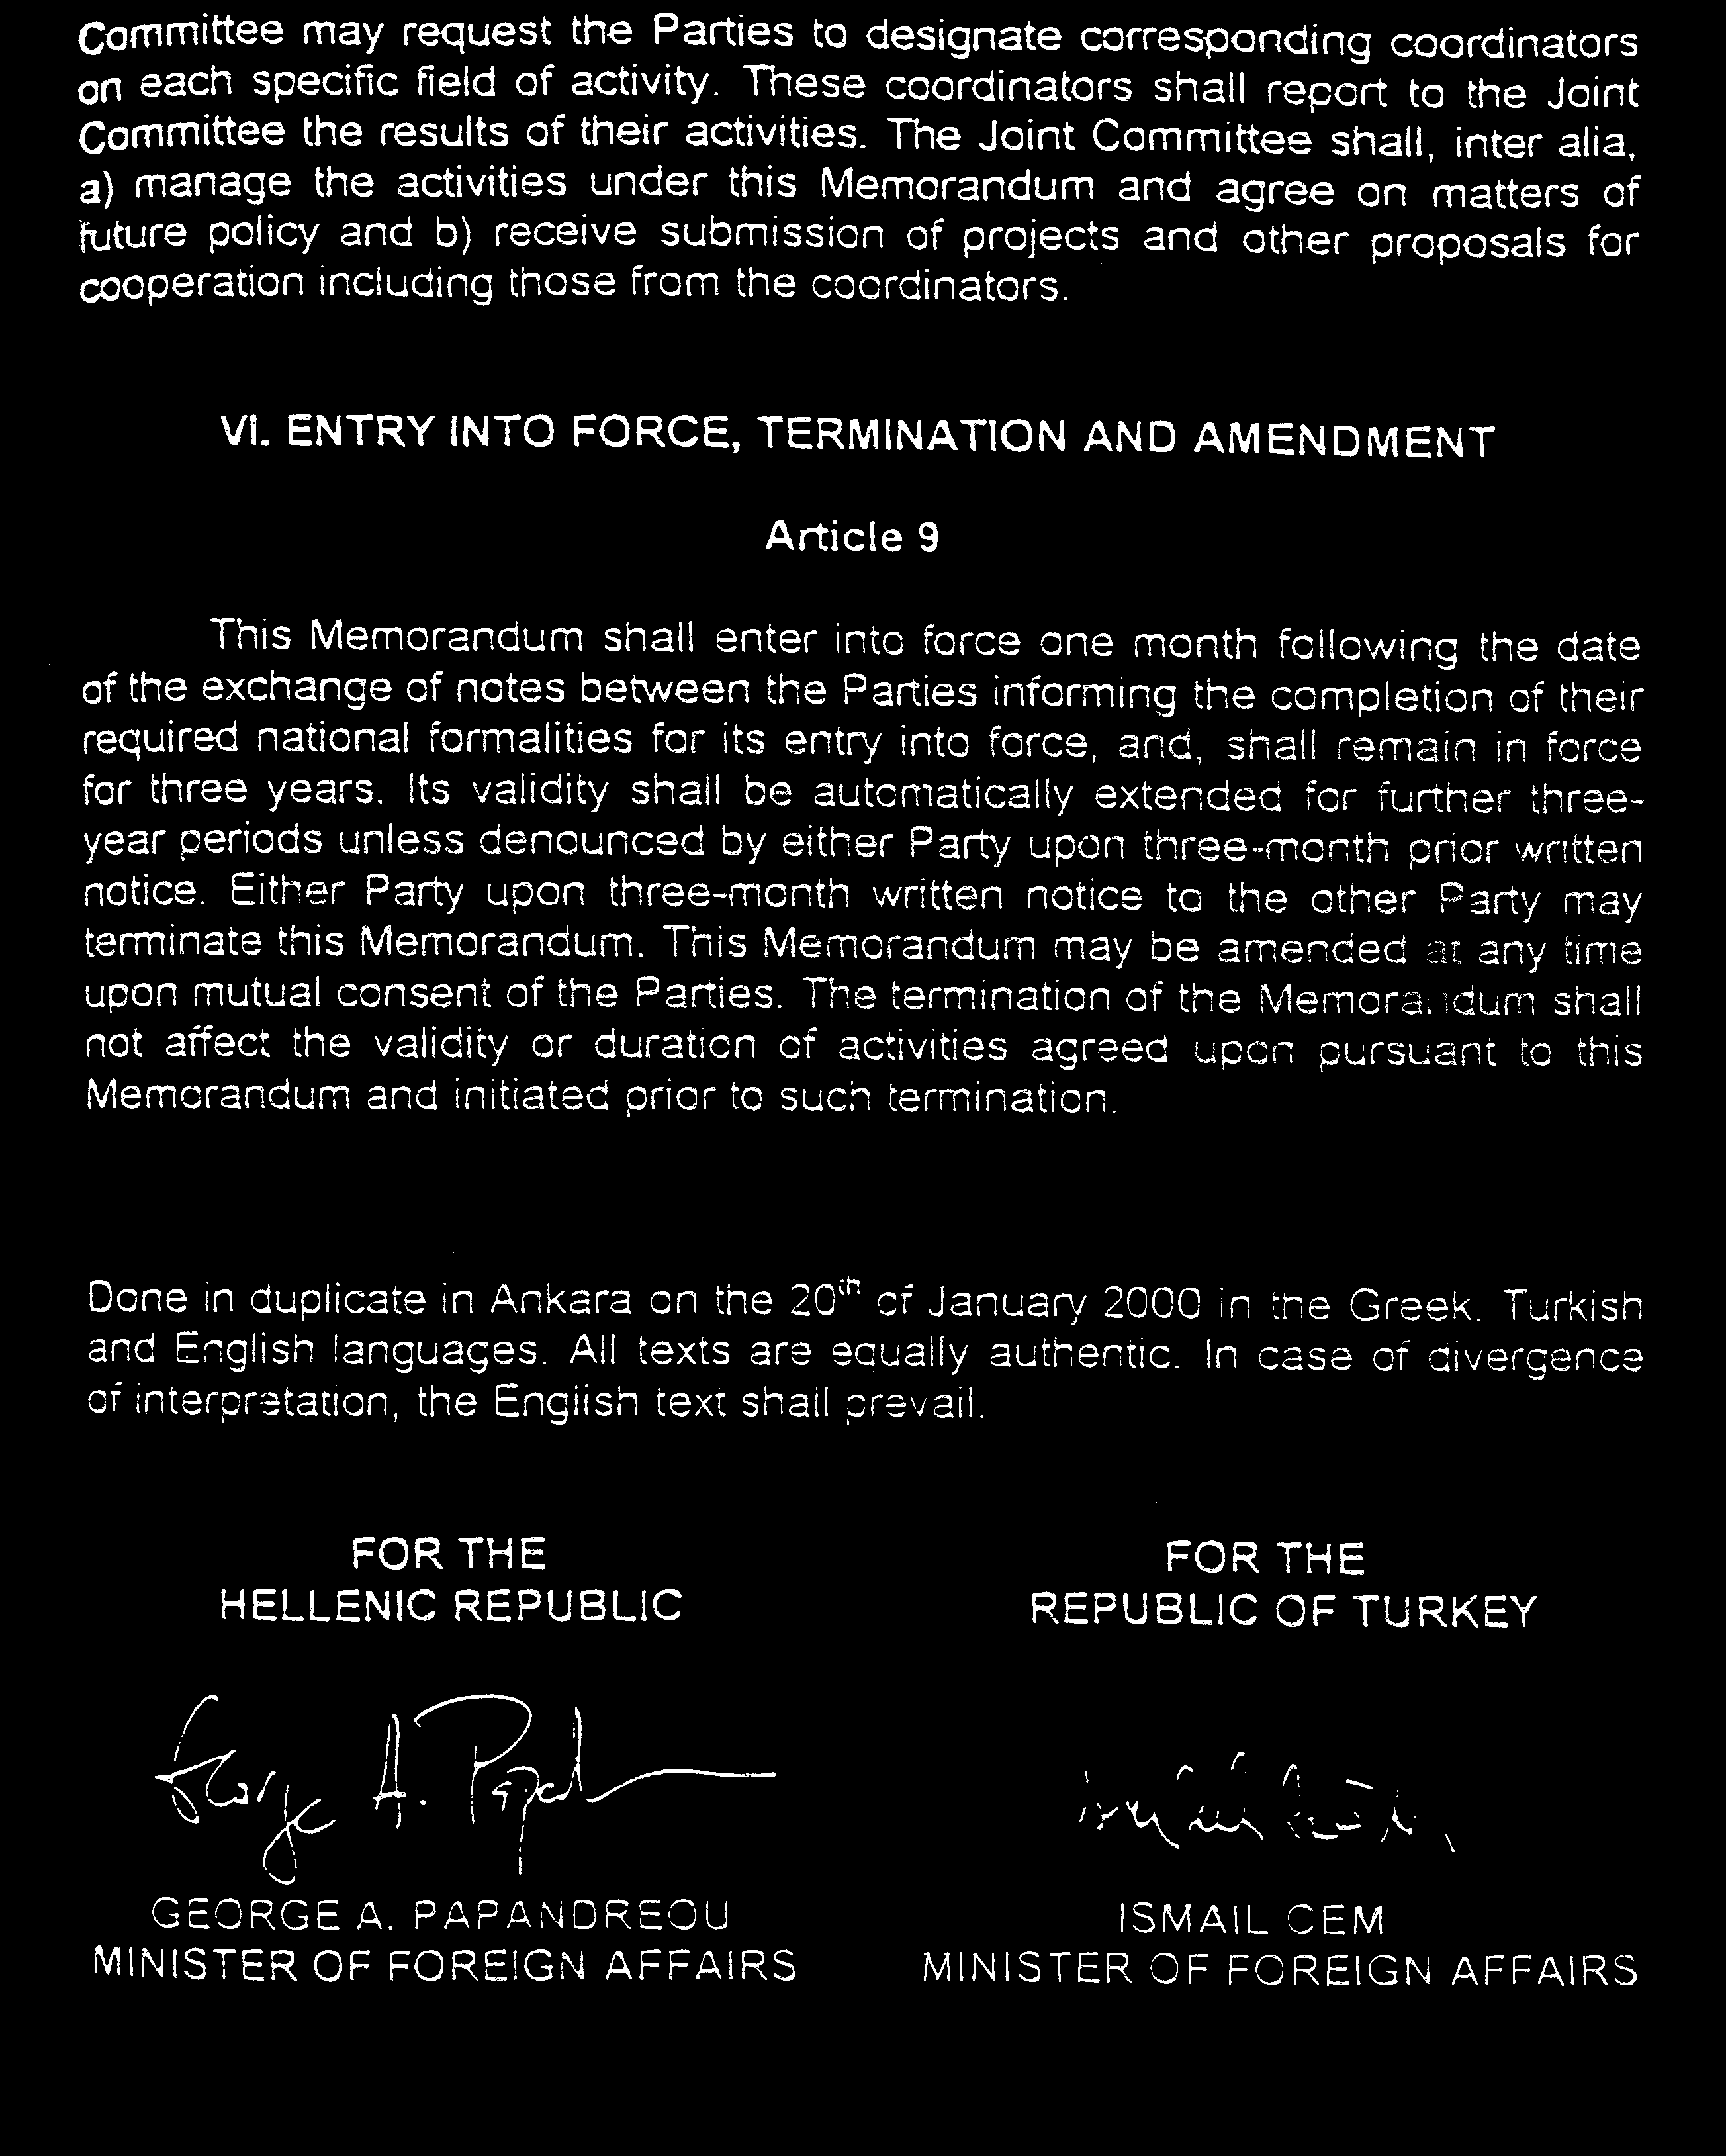 Committee may request the Parties to designate corresponding coordinators
on each specific field of activity. These coordinators shall report to the Joint
Committee the results of their activities. The Joint Committee shall, inter alia,
a) manage the activities under this Memorandum and agree on matters of
future policy and b) receive submission of projects and other proposals for
cooperation including those from the coordinators.
VI. ENTRY INTO FORCE, TERMINATION AND AMENDMENT
Article 9
This Memorandum shall enter into force one month following the date
of the exchange of notes between the Parties informing the completion of their
required national formalities for its entry into force, and, shall remain in force
for three years. Its validity shall be automatically extended for further three-
year periods unless denounced by either Party upon three-month prior written
notice. Either Party upon three-month written notice to the other Party may
terminate this Memorandum. This Memorandum may be amended at any time
upon mutual consent of the Parties. The termination of the Memorandum shall
not affect the validity or duration of activities agreed upon pursuant to this
Memorandum and initiated prior to such termination.
Done in duplicate in Ankara on the 20th of January 2000 in the Greek. Turkish
and English languages. All texts are equally authentic. In case of divergence
of interpretation, the English text shall prevail.
FOR THE
HELLENIC REPUBLIC
George A. Papad
GEORGE A. PAPANDREOU
MINISTER OF FOREIGN AFFAIRS
FOR THE
REPUBLIC OF TURKEY
ISMAIL CEM
MINISTER OF FOREIGN AFFAIRS